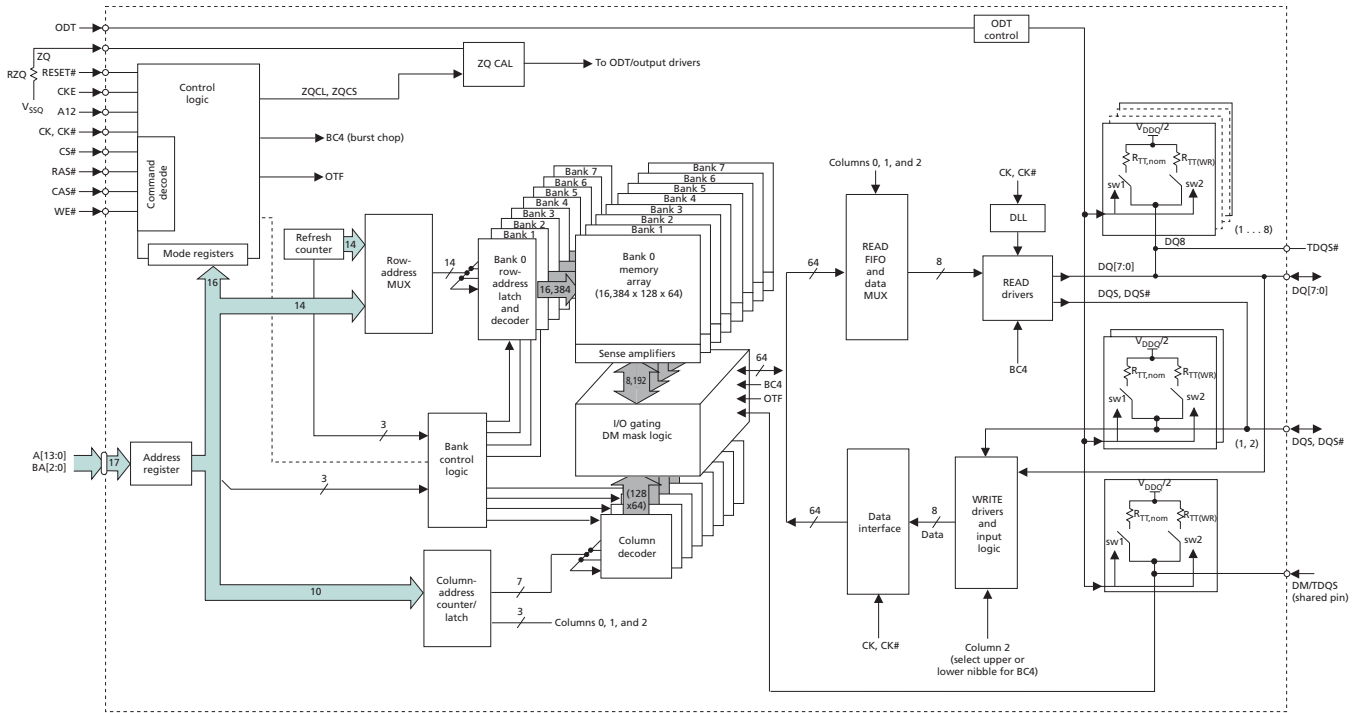 ODT
ODT
control
ZQ
RZQ
V_SSQ
RESET#
CKE
A12
CK, CK#
CS#
RAS#
CAS#
WE#
Control
logic
Command
decode
Mode registers
ZQ CAL
To ODT/output drivers
ZQCL, ZQCS
BC4 (burst chop)
OTF
Refresh
counter
14
16
14
Row-
address
MUX
14
Bank 7
Bank 6
Bank 5
Bank 4
Bank 3
Bank 2
Bank 1
Bank 0
row-
address
latch
and
decoder
16,384
Bank 7
Bank 6
Bank 5
Bank 4
Bank 3
Bank 2
Bank 1
Bank 0
memory
array
(16,384 x 128 x 64)
Sense amplifiers
8,192
64
BC4
OTF
I/O gating
DM mask logic
(128
x64)
Column
decoder
3
3
Bank
control
logic
A[13:0]
BA[2:0]
17
Address
register
10
Column-
address
counter/
latch
7
3
Columns 0, 1, and 2
Columns 0, 1, and 2
64
READ
FIFO
and
data
MUX
8
CK, CK#
DLL
READ
drivers
BC4
64
Data
interface
8
Data
WRITE
drivers
and
input
logic
CK, CK#
Column 2
(select upper or
lower nibble for BC4)
V_DDQ/2
R_TT,nom
R_TT(WR)
sw1
sw2
(1 . . . 8)
DQ8
TDQS#
DQ[7:0]
DQ[7:0]
DQS, DQS#
V_DDQ/2
R_TT,nom
R_TT(WR)
sw1
sw2
(1, 2)
DQS, DQS#
V_DDQ/2
R_TT,nom
R_TT(WR)
sw1
sw2
DM/TDQS
(shared pin)